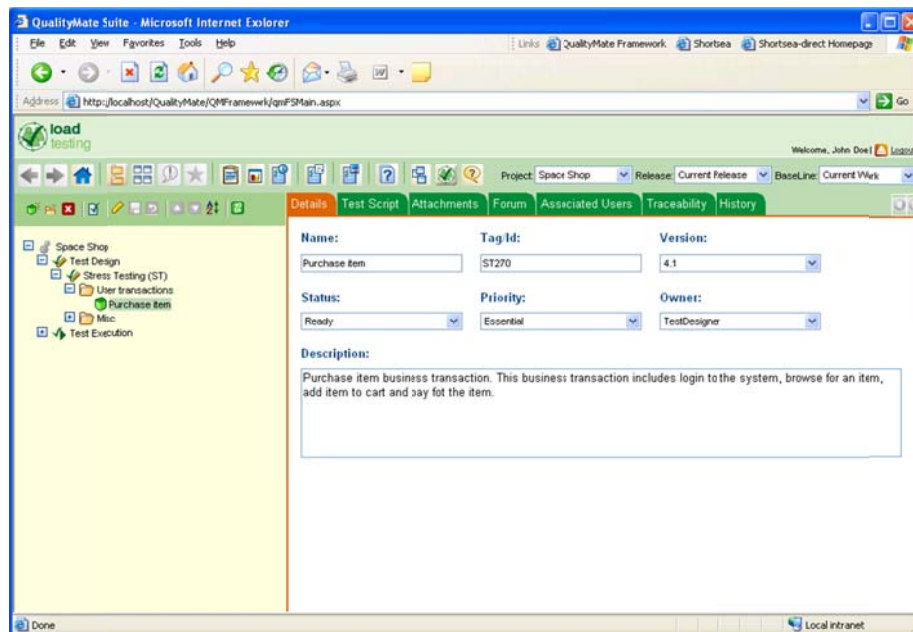 QualityMate Suite - Microsoft Internet Explorer
File Edit View Favorites Tools Help
Links QualityMate Framework Shortsea Shortsea-direct Homepage
Address http://localhost/QualityMate/QMFramework/qmFSMain.aspx Go
load
testing
Welcome, John Doe! Logout
Project: Space Shop Release: Current Release BaseLine: Current Work
Details Test Script Attachments Forum Associated Users Traceability History
Space Shop
Test Design
Stress Testing (ST)
User transactions
Purchase item
Misc
Test Execution
Name: Tag/Id: Version:
Purchase item ST270 4.1
Status: Priority: Owner:
Ready Essential TestDesigner
Description:
Purchase item business transaction. This business transaction includes login to the system, browse for an item,
add item to cart and pay fot the item.
Done Local intranet